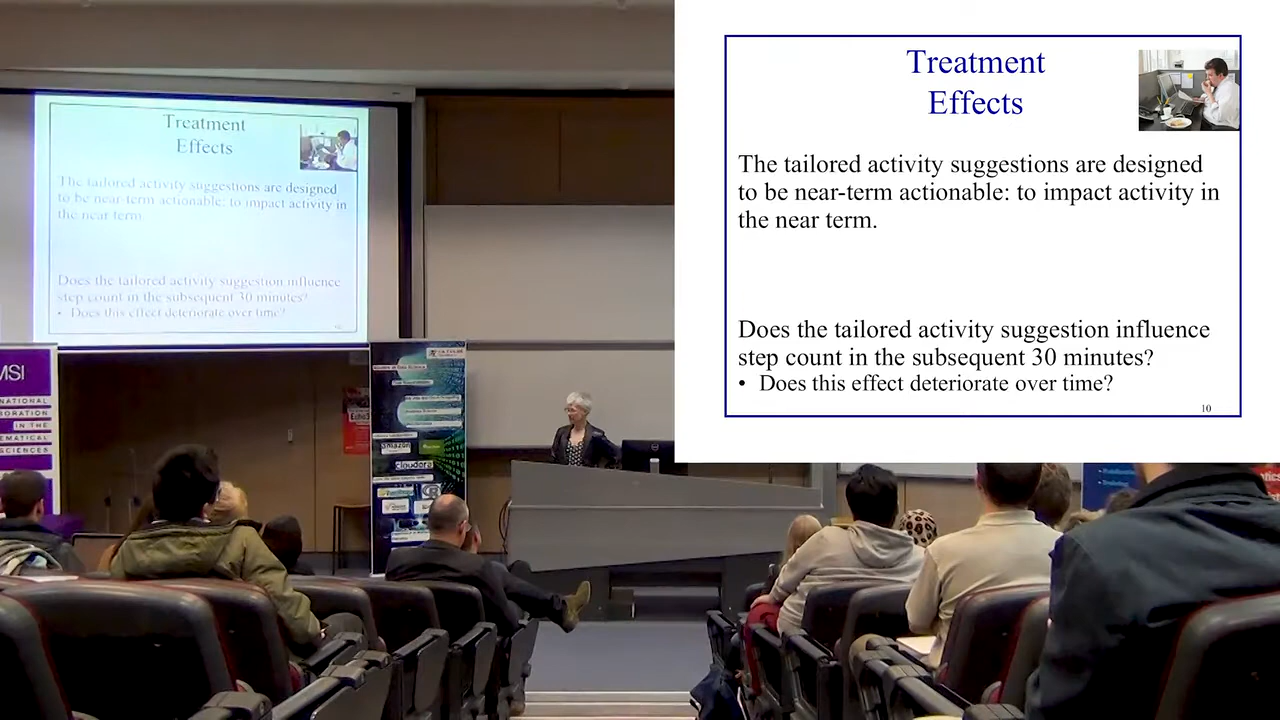 Treatment
Effects
The tailored activity suggestions are designed
to be near-term actionable: to impact activity in
the near term.
Does the tailored activity suggestion influence
step count in the subsequent 30 minutes?
• Does this effect deteriorate over time?
10
Treatment
Effects
The tailored activity suggestions are designed
to be near-term actionable: to impact activity in
the near term.
Does the tailored activity suggestion influence
step count in the subsequent 30 minutes?
• Does this effect deteriorate over time?
MSI
NATIONAL
ORATION
IN THE
EMATICAL
SCIENCES
amazon
cloudera